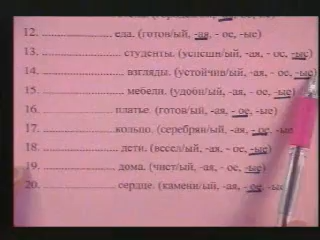 12. .................... еда. (готов/ый, -ая, - ое, -ые)
13. .................... студенты. (успешн/ый, -ая, - ое, -ые)
14. .................... взгляды. (устойчив/ый, -ая, - ое, -ые
15. .................... мебели. (удобн/ый, -ая, - ое, -ые)
16. .................... платье. (готов/ый, -ая, - ое, -ые)
17. .................... кольцо. (серебрян/ый, -ая, - ое, -ые
18. .................... дети. (весел/ый, -ая, - ое, -ые)
19. .................... дома. (чист/ый, -ая, - ое, -ые)
20. .................... сердце. (каменн/ый, -ая, - ое, -ы